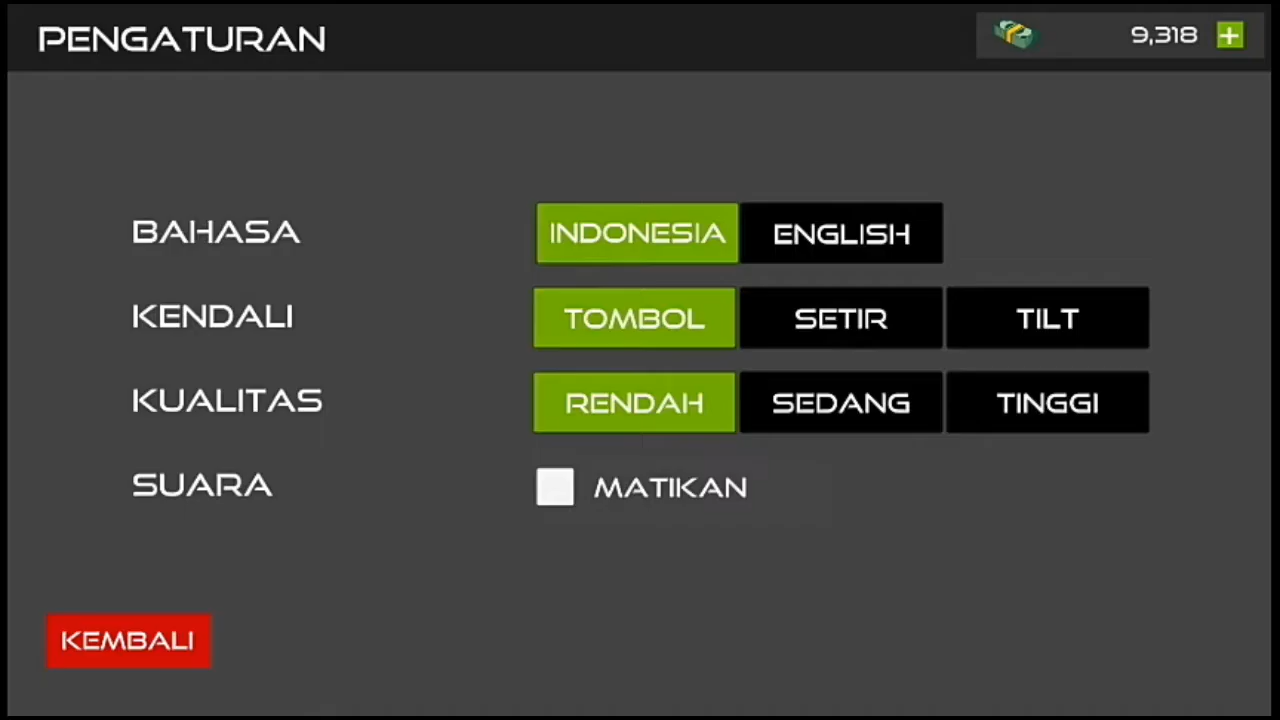 PENGATURAN 9,318 +
BAHASA INDONESIA ENGLISH
KENDALI TOMBOL SETIR TILT
KUALITAS RENDAH SEDANG TINGGI
SUARA MATIKAN
KEMBALI